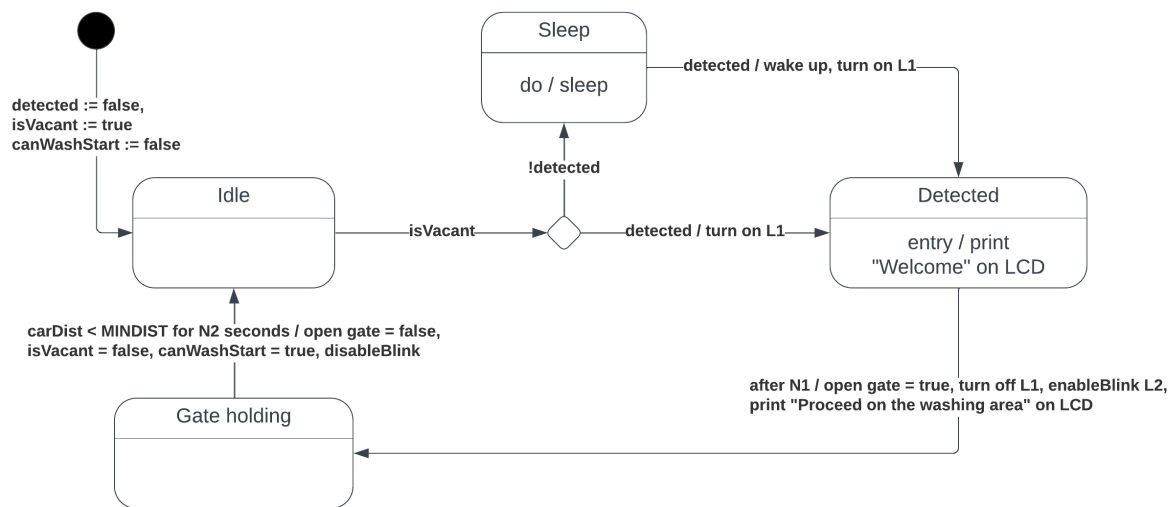 Sleep
do / sleep
detected / wake up, turn on L1
detected := false,
isVacant := true
canWashStart := false
!detected
Idle
isVacant
detected / turn on L1
Detected
entry / print
"Welcome" on LCD
carDist < MINDIST for N2 seconds / open gate = false,
isVacant = false, canWashStart = true, disableBlink
after N1 / open gate = true, turn off L1, enableBlink L2,
print "Proceed on the washing area" on LCD
Gate holding